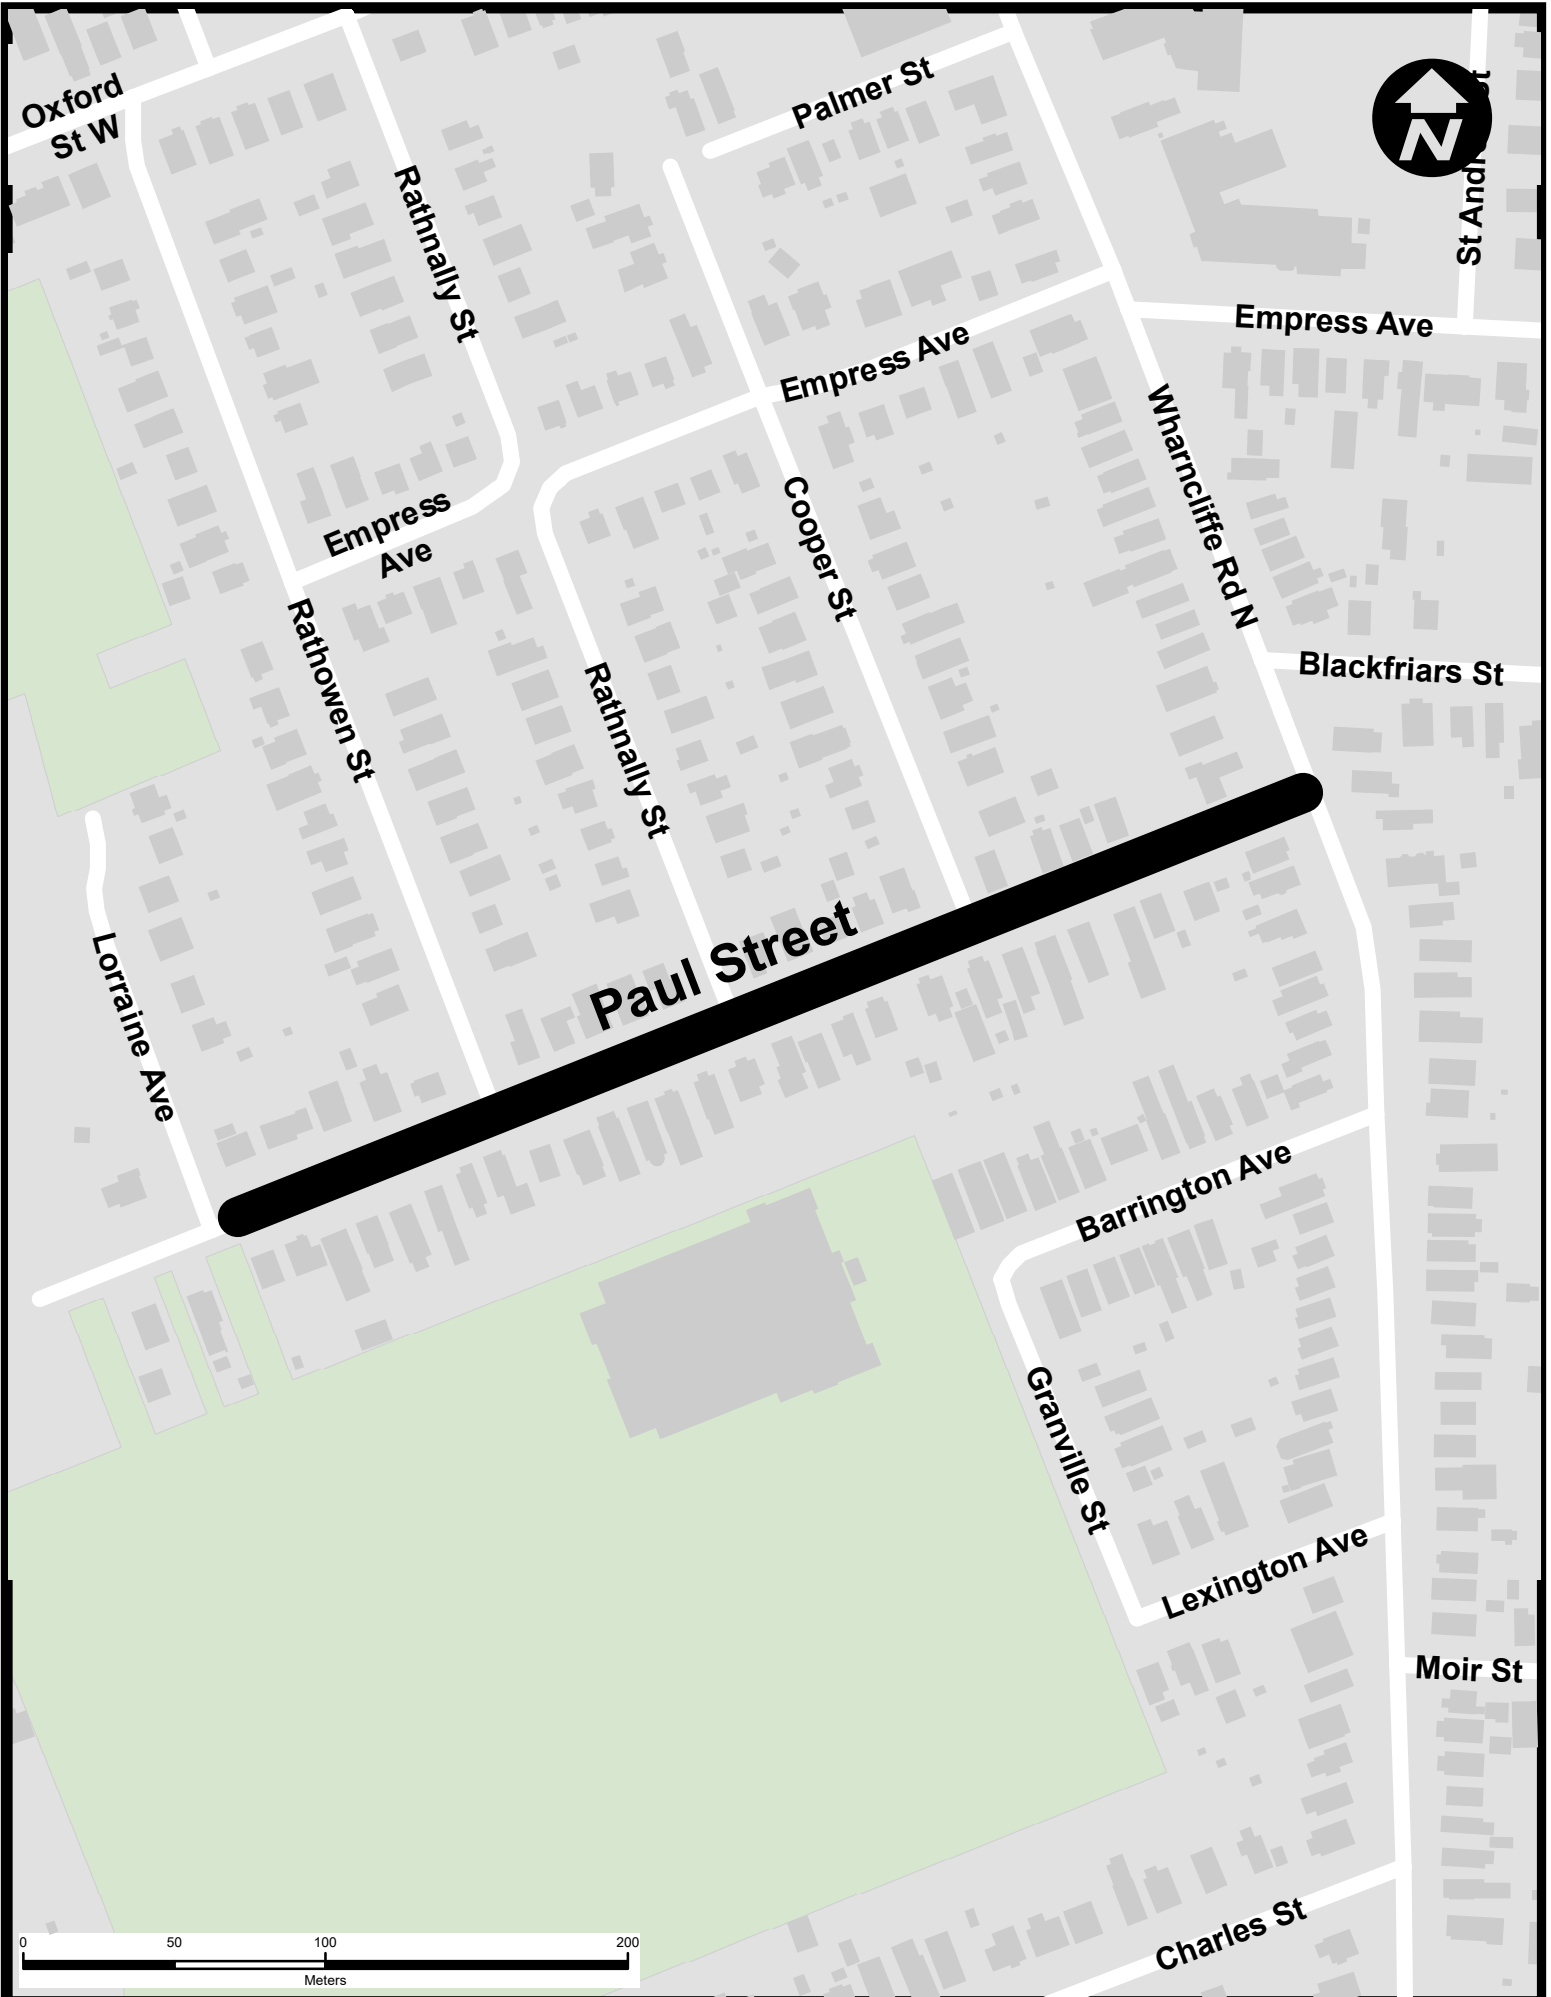 Oxford
St W
Palmer St
N
Rathnally St
Empress Ave
Empress Ave
Wharncliffe Rd N
Empress
Ave
Cooper St
Rathowen St
Blackfriars St
Rathnally St
Paul Street
Lorraine Ave
Barrington Ave
Granville St
Lexington Ave
Moir St
Charles St
0 50 100 200
Meters